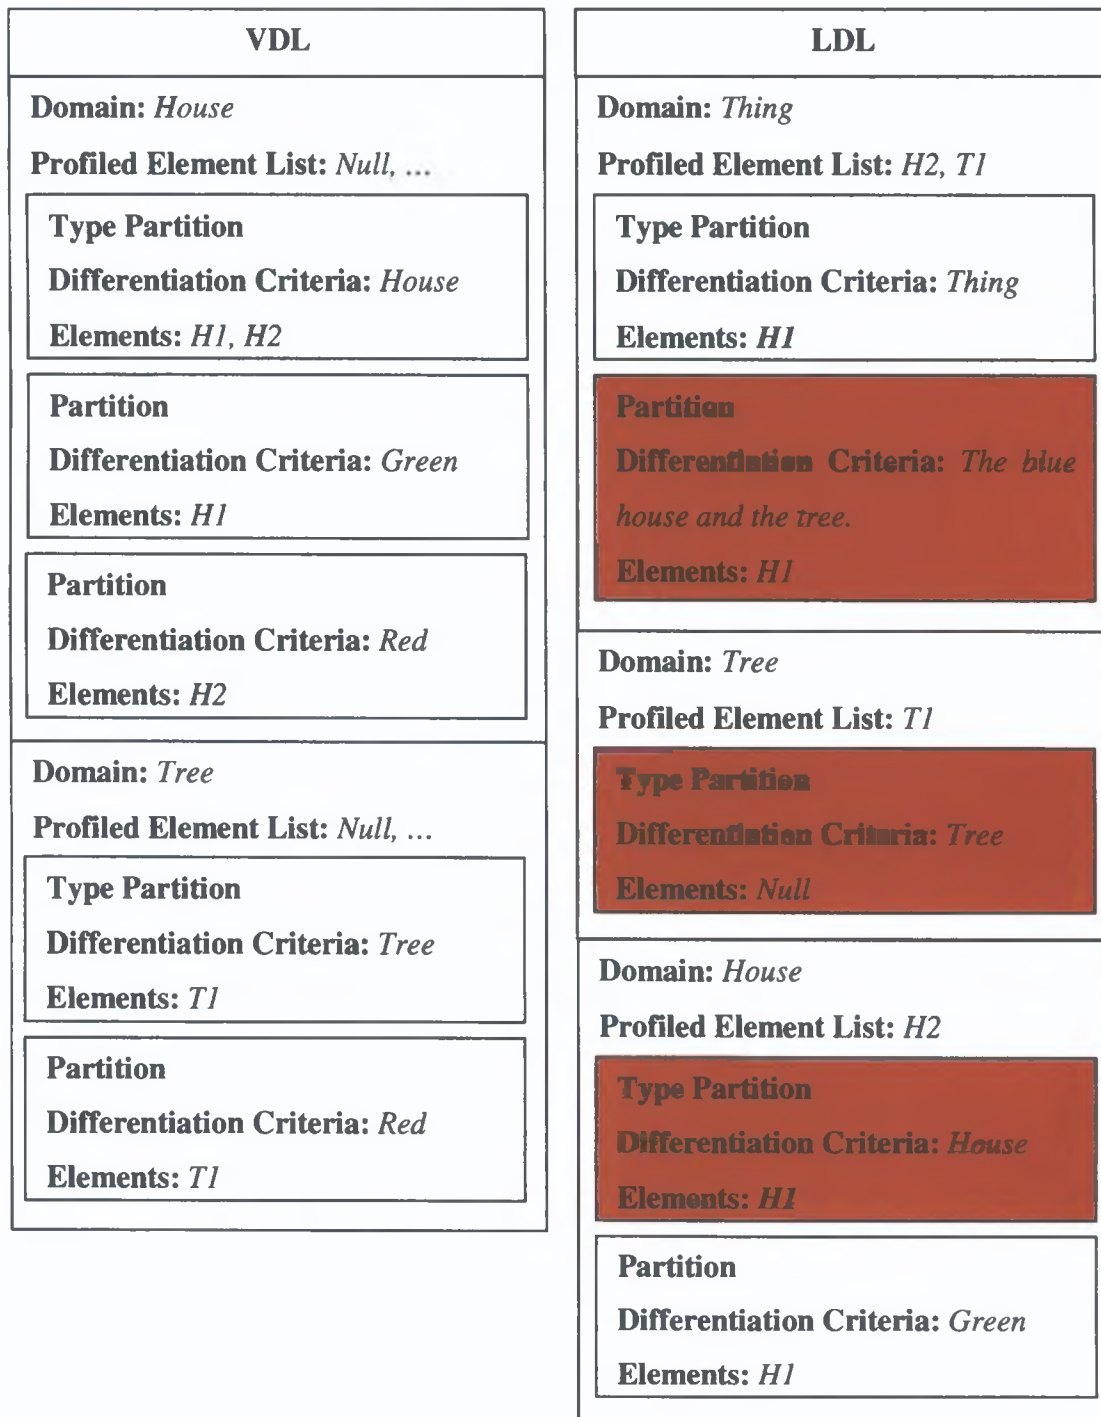 VDL
Domain: House
Profiled Element List: Null, ...
Type Partition
Differentiation Criteria: House
Elements: H1, H2
Partition
Differentiation Criteria: Green
Elements: H1
Partition
Differentiation Criteria: Red
Elements: H2
Domain: Tree
Profiled Element List: Null, ...
Type Partition
Differentiation Criteria: Tree
Elements: T1
Partition
Differentiation Criteria: Red
Elements: T1
LDL
Domain: Thing
Profiled Element List: H2, T1
Type Partition
Differentiation Criteria: Thing
Elements: H1
Partition
Differentiation Criteria: The blue
house and the tree.
Elements: H1
Domain: Tree
Profiled Element List: T1
Type Partition
Differentiation Criteria: Tree
Elements: Null
Domain: House
Profiled Element List: H2
Type Partition
Differentiation Criteria: House
Elements: H1
Partition
Differentiation Criteria: Green
Elements: H1